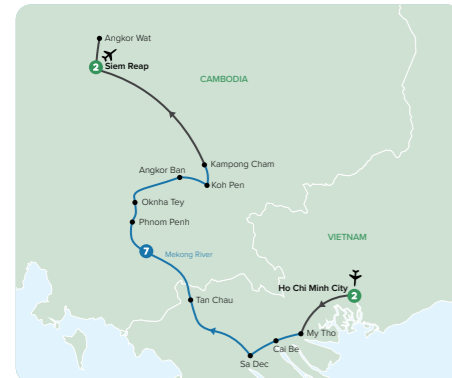 Angkor Wat
2
Siem Reap
CAMBODIA
Kampong Cham
Angkor Ban
Koh Pen
Oknha Tey
Phnom Penh
VIETNAM
7
Mekong River
Ho Chi Minh City
2
Tan Chau
My Tho
Cai Be
Sa Dec